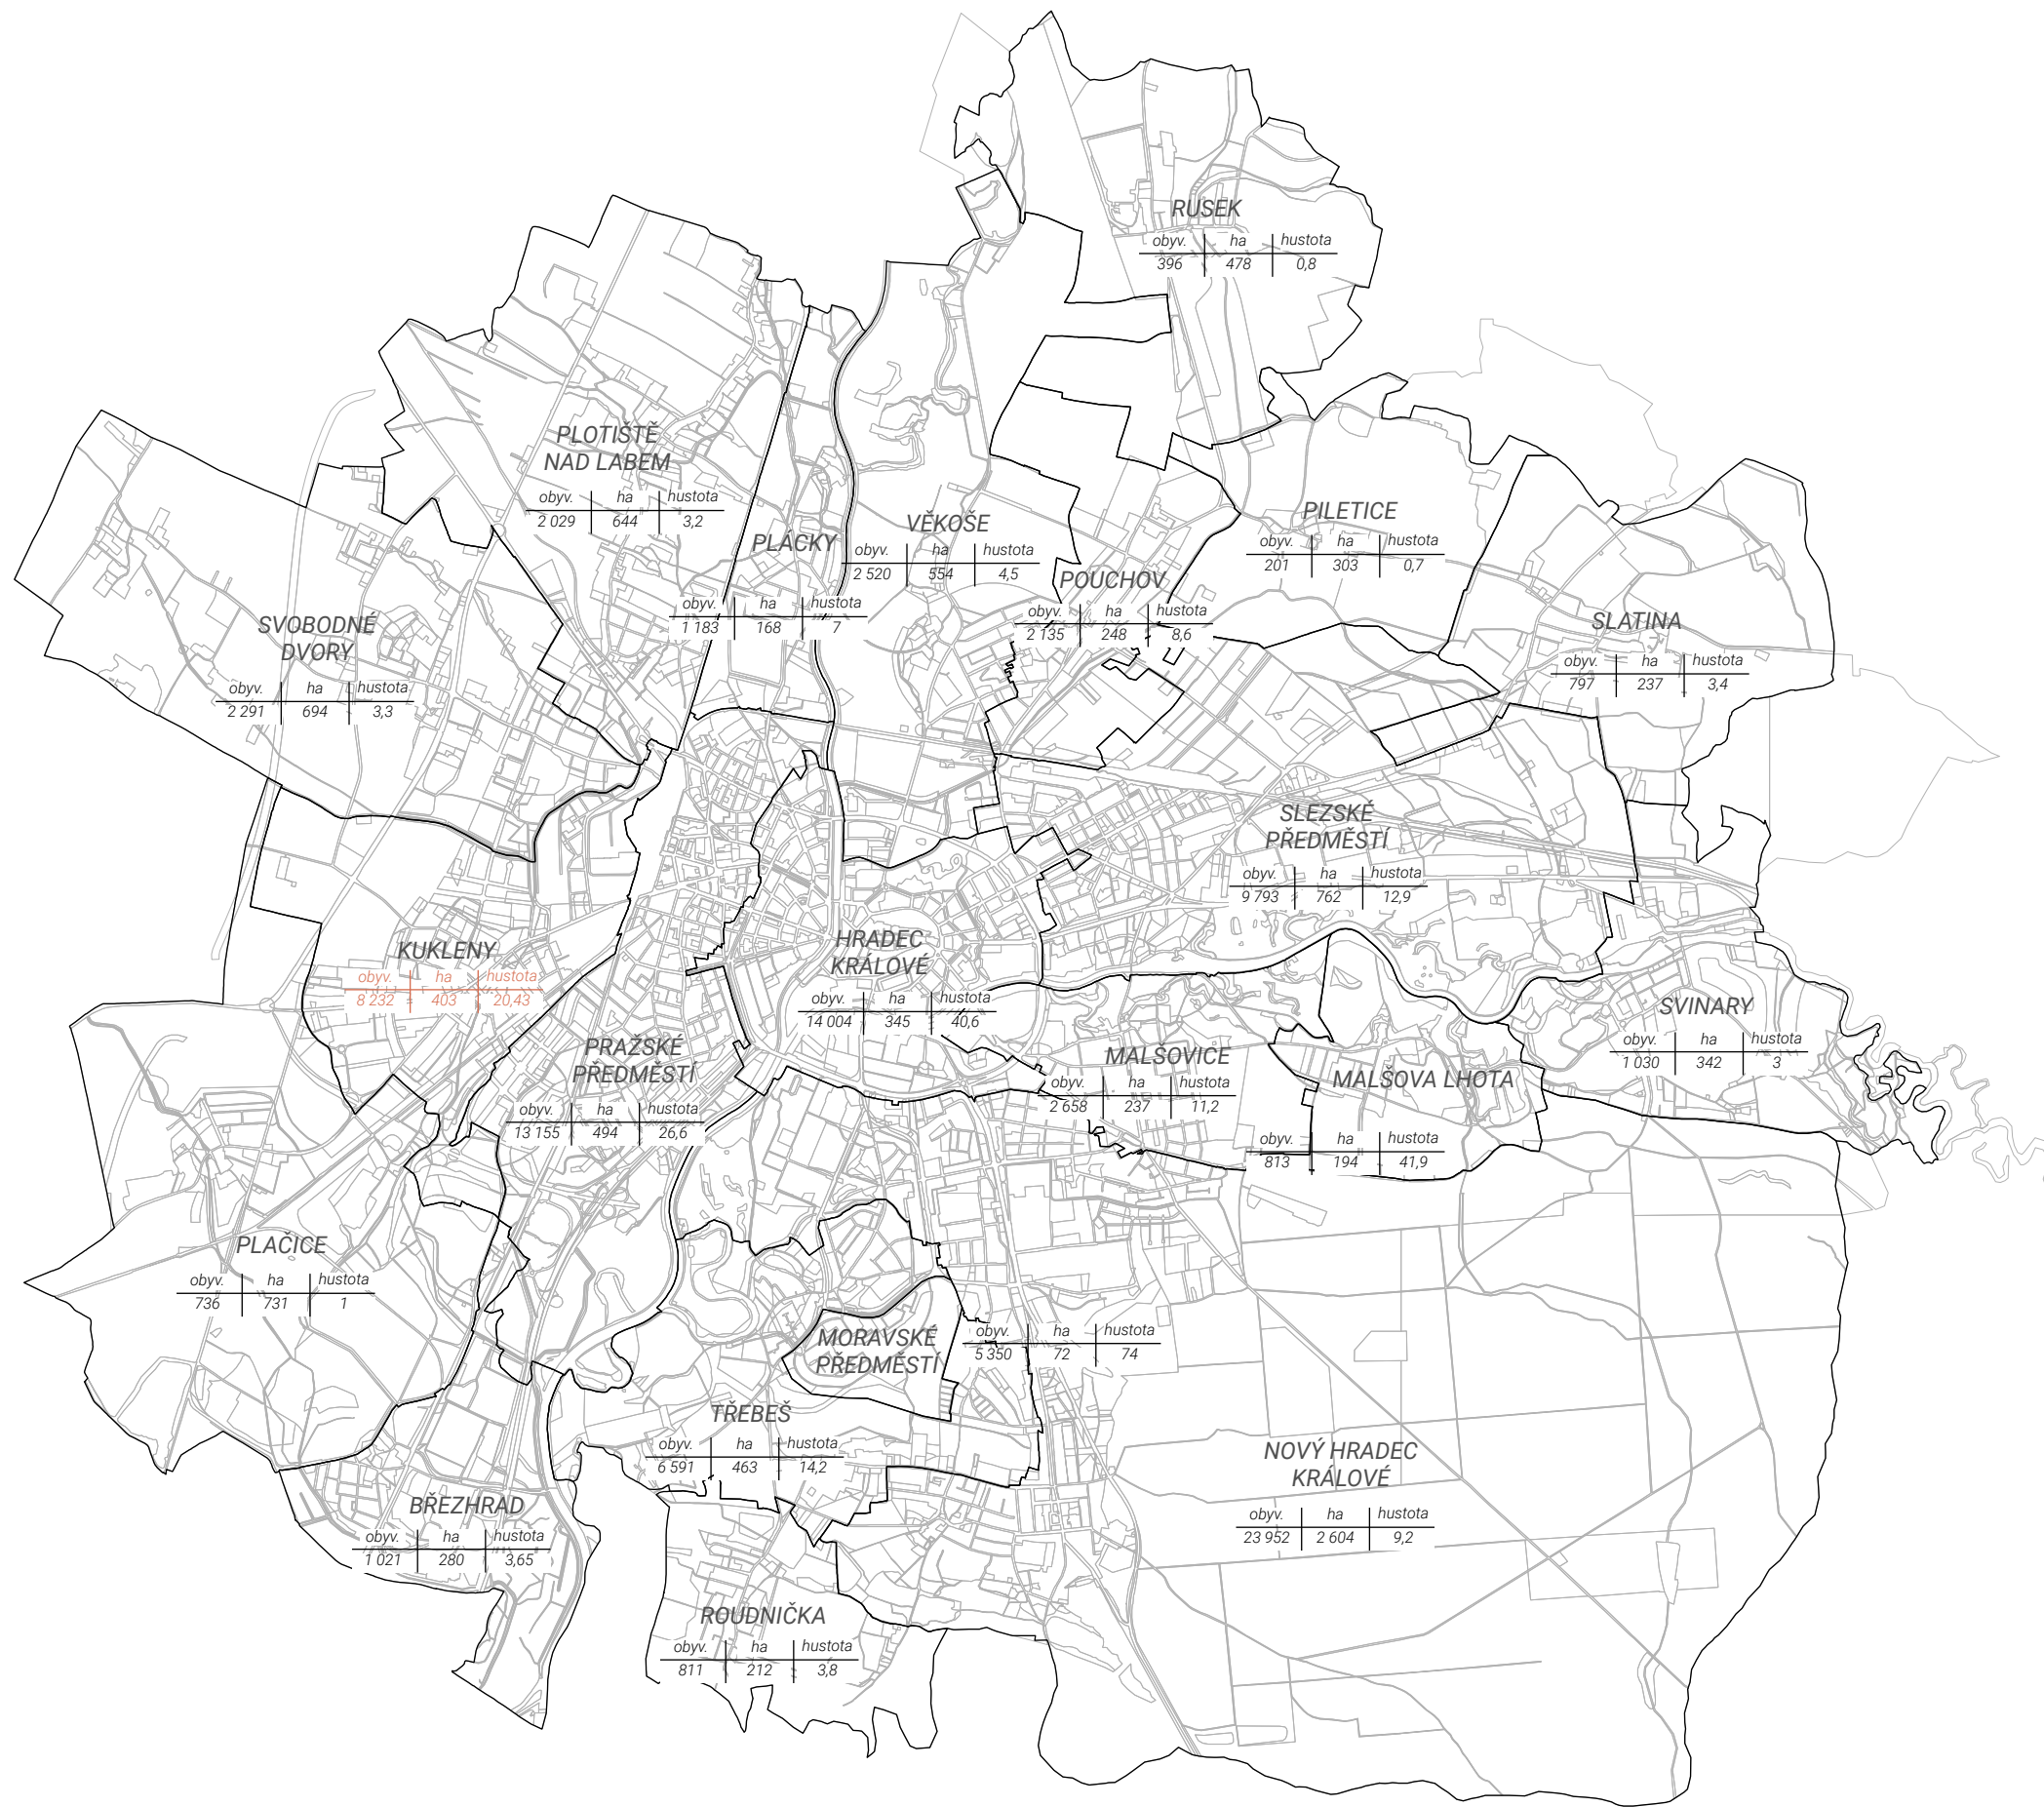 RUSEK
obyv. ha hustota
396 478 0,8
PLOTIŠTĚ
NAD LABEM
obyv. ha hustota
2 029 644 3,2
PLÁCKY
obyv. ha hustota
1 183 168 7
VĚKOŠE
obyv. ha hustota
2 520 554 4,5
POUCHOV
obyv. ha hustota
2 135 248 8,6
PILETICE
obyv. ha hustota
201 303 0,7
SLATINA
obyv. ha hustota
797 237 3,4
SVOBODNÉ
DVORY
obyv. ha hustota
2 291 694 3,3
SLEZSKÉ
PŘEDMĚSTÍ
obyv. ha hustota
9 793 762 12,9
KUKLENY
obyv. ha hustota
8 232 403 20,43
HRADEC
KRÁLOVÉ
obyv. ha hustota
14 004 345 40,6
SVINARY
obyv. ha hustota
1 030 342 3
PRAŽSKÉ
PŘEDMĚSTÍ
obyv. ha hustota
13 155 494 26,6
MALŠOVICE
obyv. ha hustota
2 658 237 11,2
MALŠOVA LHOTA
obyv. ha hustota
813 194 41,9
PLAČICE
obyv. ha hustota
736 731 1
MORAVSKÉ
PŘEDMĚSTÍ
obyv. ha hustota
5 350 72 74
TŘEBEŠ
obyv. ha hustota
6 591 463 14,2
NOVÝ HRADEC
KRÁLOVÉ
obyv. ha hustota
23 952 2 604 9,2
BŘEZHRAD
obyv. ha hustota
1 021 280 3,65
ROUDNIČKA
obyv. ha hustota
811 212 3,8